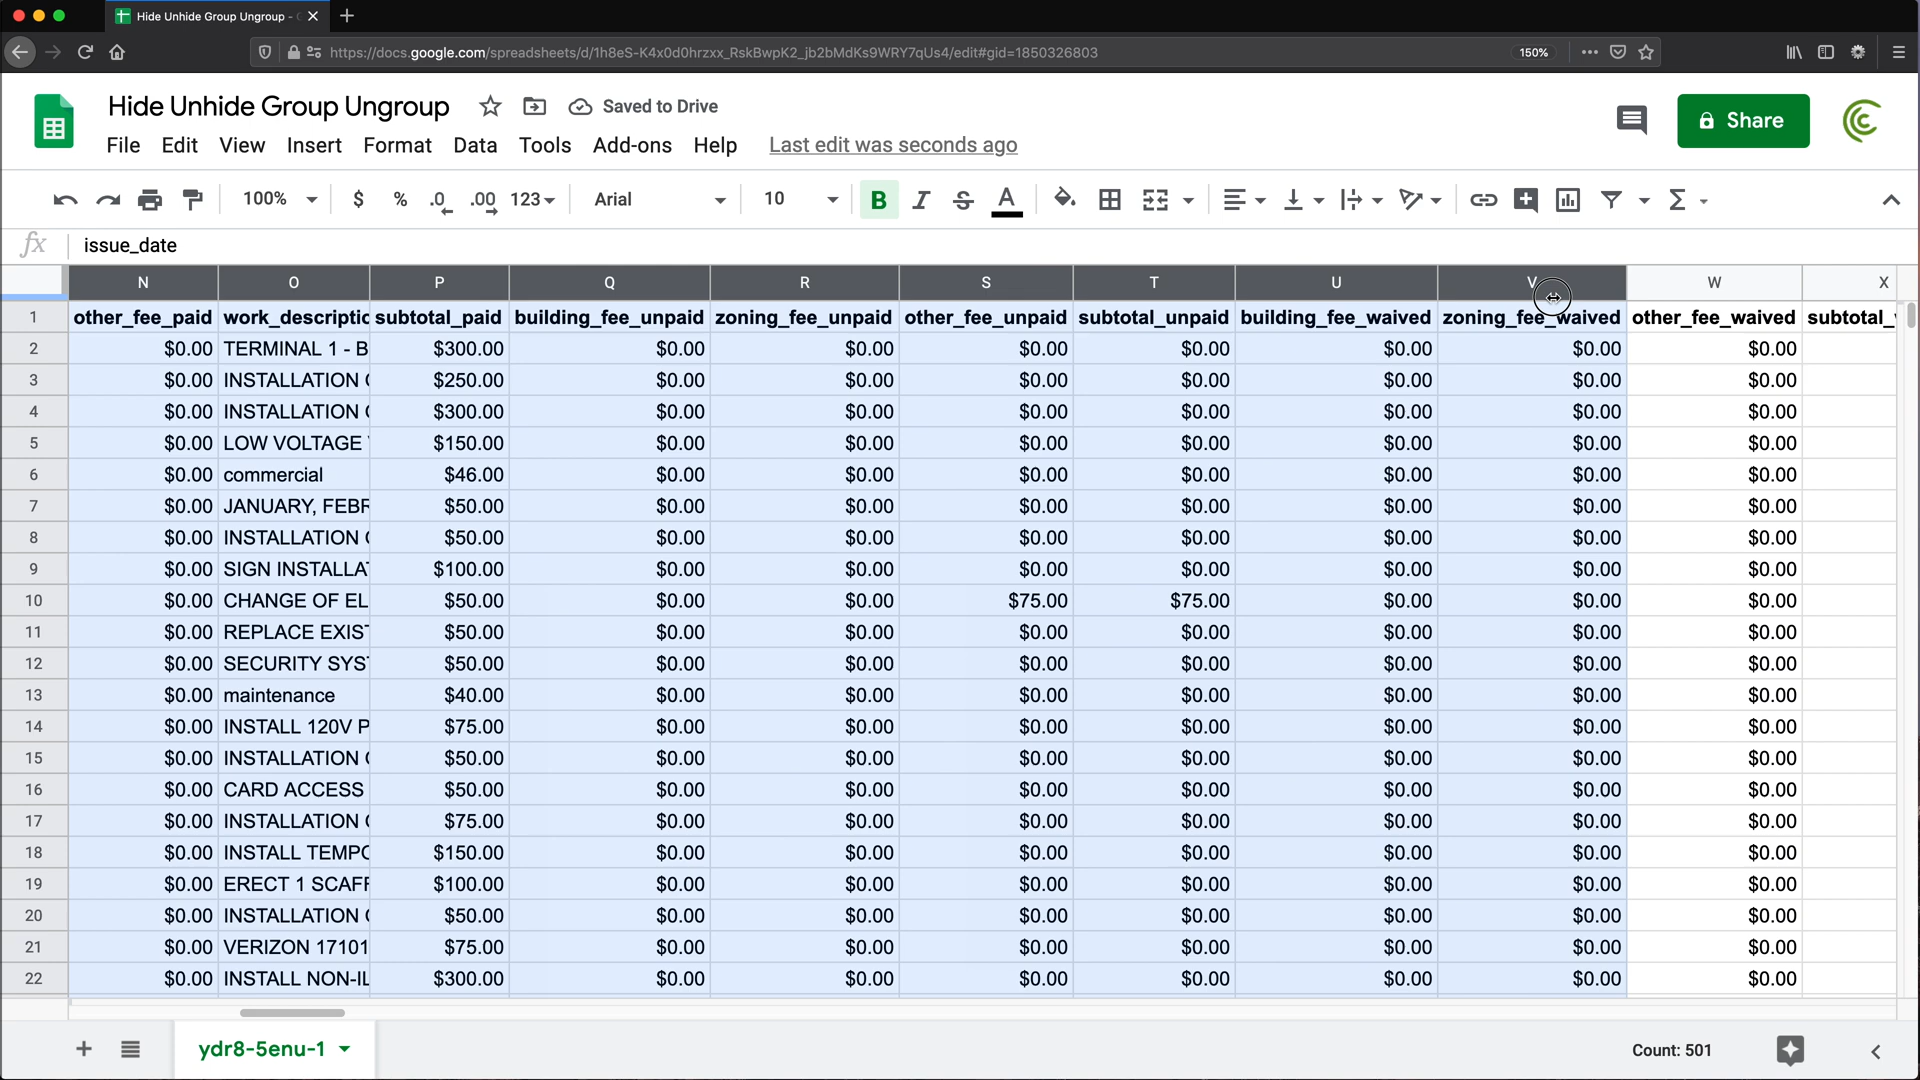 Hide Unhide Group Ungroup - 
https://docs.google.com/spreadsheets/d/1h8eS-K4x0d0hrzxx_RskBwpK2_jb2bMdKs9WRY7qUs4/edit#gid=1850326803 150%
Hide Unhide Group Ungroup Saved to Drive
Share
File Edit View Insert Format Data Tools Add-ons Help Last edit was seconds ago
100% $ % .0 .00 123 Arial 10 B I S A Σ
fx issue_date
N O P Q R S T U V W X
1 other_fee_paid work_descriptic subtotal_paid building_fee_unpaid zoning_fee_unpaid other_fee_unpaid subtotal_unpaid building_fee_waived zoning_fee_waived other_fee_waived subtotal_
2 $0.00 TERMINAL 1 - B $300.00 $0.00 $0.00 $0.00 $0.00 $0.00 $0.00 $0.00
3 $0.00 INSTALLATION $250.00 $0.00 $0.00 $0.00 $0.00 $0.00 $0.00 $0.00
4 $0.00 INSTALLATION $300.00 $0.00 $0.00 $0.00 $0.00 $0.00 $0.00 $0.00
5 $0.00 LOW VOLTAGE $150.00 $0.00 $0.00 $0.00 $0.00 $0.00 $0.00 $0.00
6 $0.00 commercial $46.00 $0.00 $0.00 $0.00 $0.00 $0.00 $0.00 $0.00
7 $0.00 JANUARY, FEBR $50.00 $0.00 $0.00 $0.00 $0.00 $0.00 $0.00 $0.00
8 $0.00 INSTALLATION $50.00 $0.00 $0.00 $0.00 $0.00 $0.00 $0.00 $0.00
9 $0.00 SIGN INSTALLAT $100.00 $0.00 $0.00 $0.00 $0.00 $0.00 $0.00 $0.00
10 $0.00 CHANGE OF EL $50.00 $0.00 $0.00 $75.00 $75.00 $0.00 $0.00 $0.00
11 $0.00 REPLACE EXIST $50.00 $0.00 $0.00 $0.00 $0.00 $0.00 $0.00 $0.00
12 $0.00 SECURITY SYST $50.00 $0.00 $0.00 $0.00 $0.00 $0.00 $0.00 $0.00
13 $0.00 maintenance $40.00 $0.00 $0.00 $0.00 $0.00 $0.00 $0.00 $0.00
14 $0.00 INSTALL 120V P $75.00 $0.00 $0.00 $0.00 $0.00 $0.00 $0.00 $0.00
15 $0.00 INSTALLATION $50.00 $0.00 $0.00 $0.00 $0.00 $0.00 $0.00 $0.00
16 $0.00 CARD ACCESS $50.00 $0.00 $0.00 $0.00 $0.00 $0.00 $0.00 $0.00
17 $0.00 INSTALLATION $75.00 $0.00 $0.00 $0.00 $0.00 $0.00 $0.00 $0.00
18 $0.00 INSTALL TEMPO $150.00 $0.00 $0.00 $0.00 $0.00 $0.00 $0.00 $0.00
19 $0.00 ERECT 1 SCAFF $100.00 $0.00 $0.00 $0.00 $0.00 $0.00 $0.00 $0.00
20 $0.00 INSTALLATION $50.00 $0.00 $0.00 $0.00 $0.00 $0.00 $0.00 $0.00
21 $0.00 VERIZON 17101 $75.00 $0.00 $0.00 $0.00 $0.00 $0.00 $0.00 $0.00
22 $0.00 INSTALL NON-IL $300.00 $0.00 $0.00 $0.00 $0.00 $0.00 $0.00 $0.00
ydr8-5enu-1 Count: 501